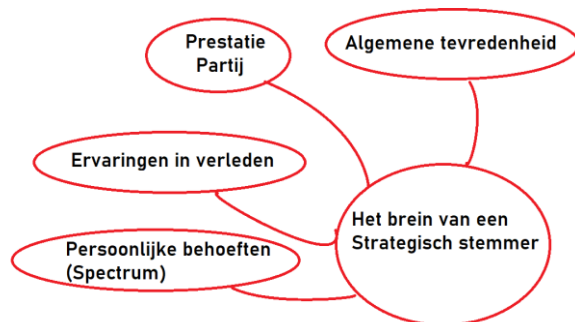 Prestatie
Partij
Algemene tevredenheid
Ervaringen in verleden
Het brein van een
Strategisch stemmer
Persoonlijke behoeften
(Spectrum)